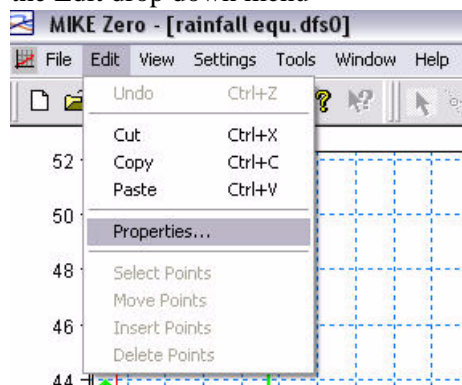 the Edit drop down menu
MIKE Zero - [rainfall equ.dfs0]
File Edit View Settings Tools Window Help
Undo Ctrl+Z
Cut Ctrl+X
Copy Ctrl+C
Paste Ctrl+V
Properties...
Select Points
Move Points
Insert Points
Delete Points
52
50
48
46
44